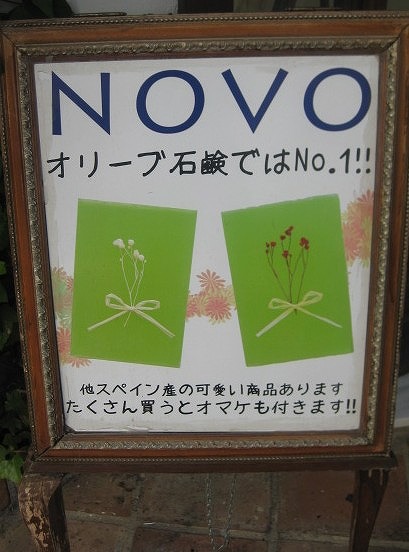 NOVO
オリーブ石鹸ではNo.1!!
他スペイン産の可愛い商品あります
たくさん買うとオマケも付きます!!